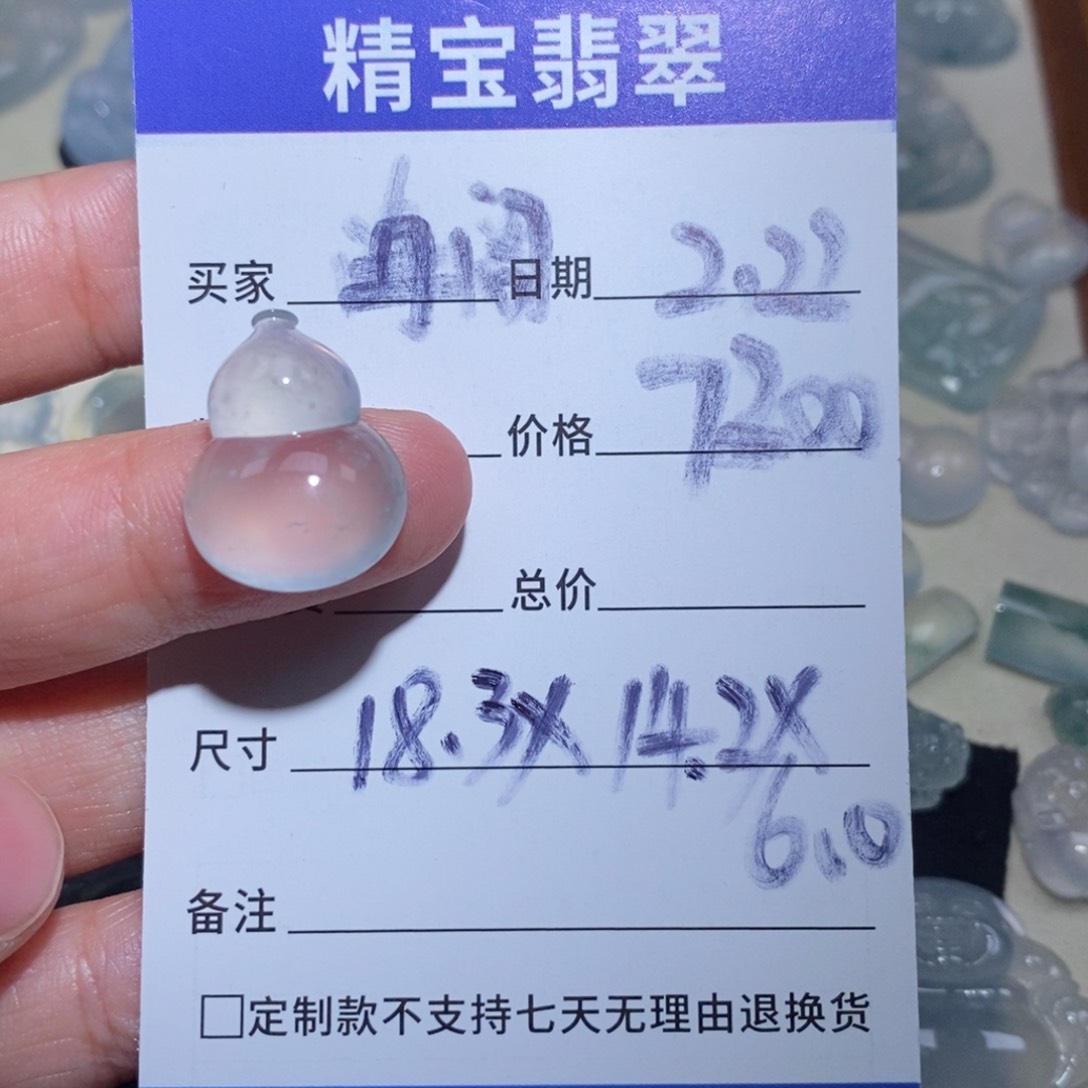 精宝翡翠
买家 日期 2.22
价格 7200
总价
尺寸 18.3X14.2X
6.0
备注
□定制款不支持七天无理由退换货